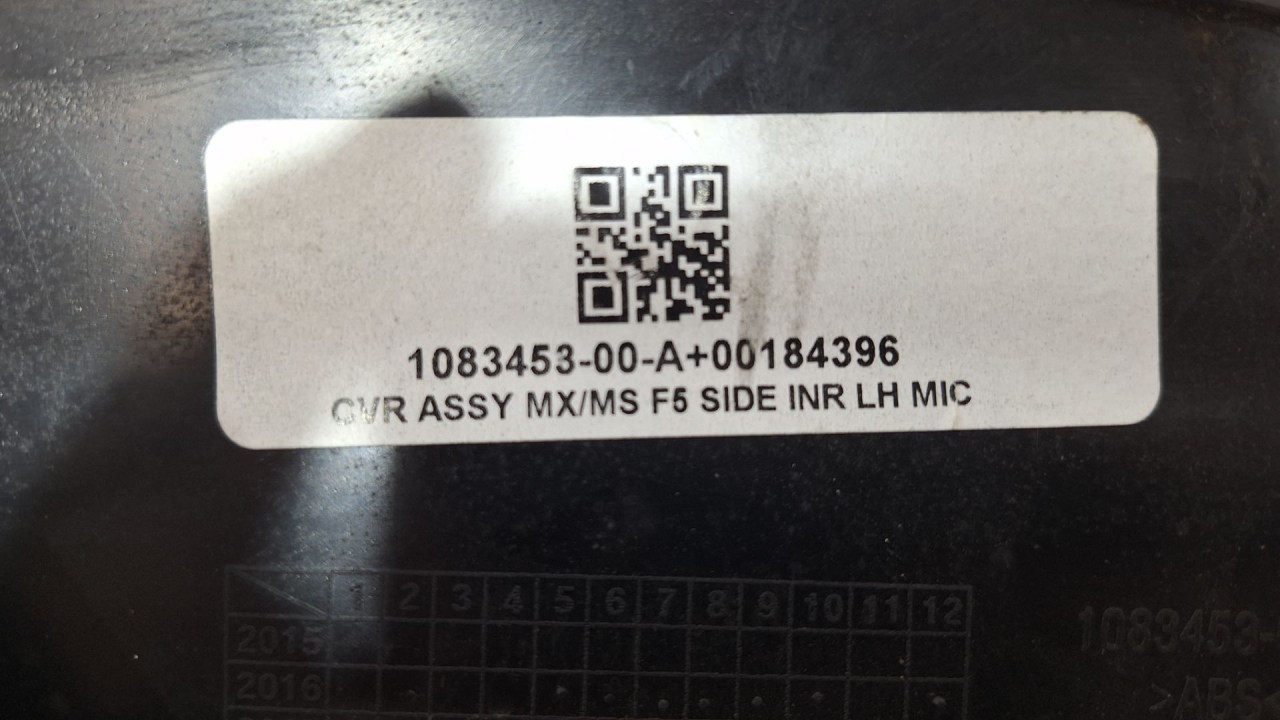 1083453-00-A+00184396
CVR ASSY MX/MS F5 SIDE INR LH MIC
1 2 3 4 5 6 7 8 9 10 11 12
2015
2016
1083453-
>ABS<